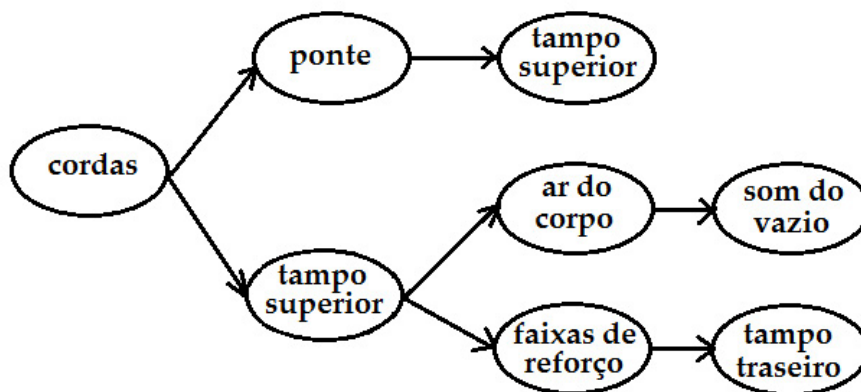 ponte
tampo
superior
cordas
ar do
corpo
som do
vazio
tampo
superior
faixas de
reforço
tampo
traseiro